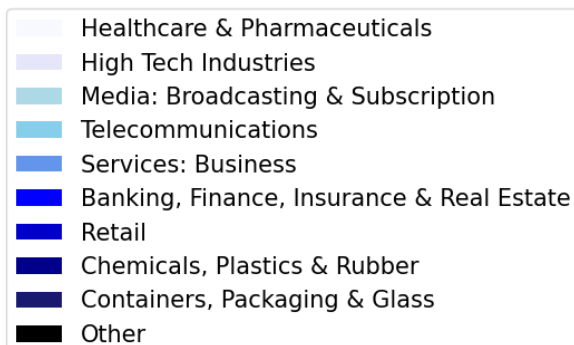 Healthcare & Pharmaceuticals
High Tech Industries
Media: Broadcasting & Subscription
Telecommunications
Services: Business
Banking, Finance, Insurance & Real Estate
Retail
Chemicals, Plastics & Rubber
Containers, Packaging & Glass
Other